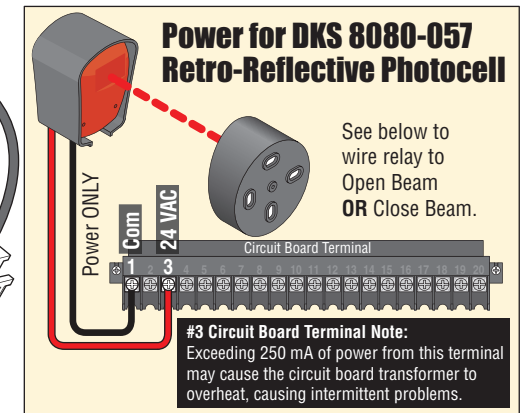 Power for DKS 8080-057
Retro-Reflective Photocell
See below to
wire relay to
Open Beam
OR Close Beam.
Power ONLY
Com
24 VAC
Circuit Board Terminal
1 2 3 4 5 6 7 8 9 10 11 12 13 14 15 16 17 18 19 20
#3 Circuit Board Terminal Note:
Exceeding 250 mA of power from this terminal
may cause the circuit board transformer to
overheat, causing intermittent problems.